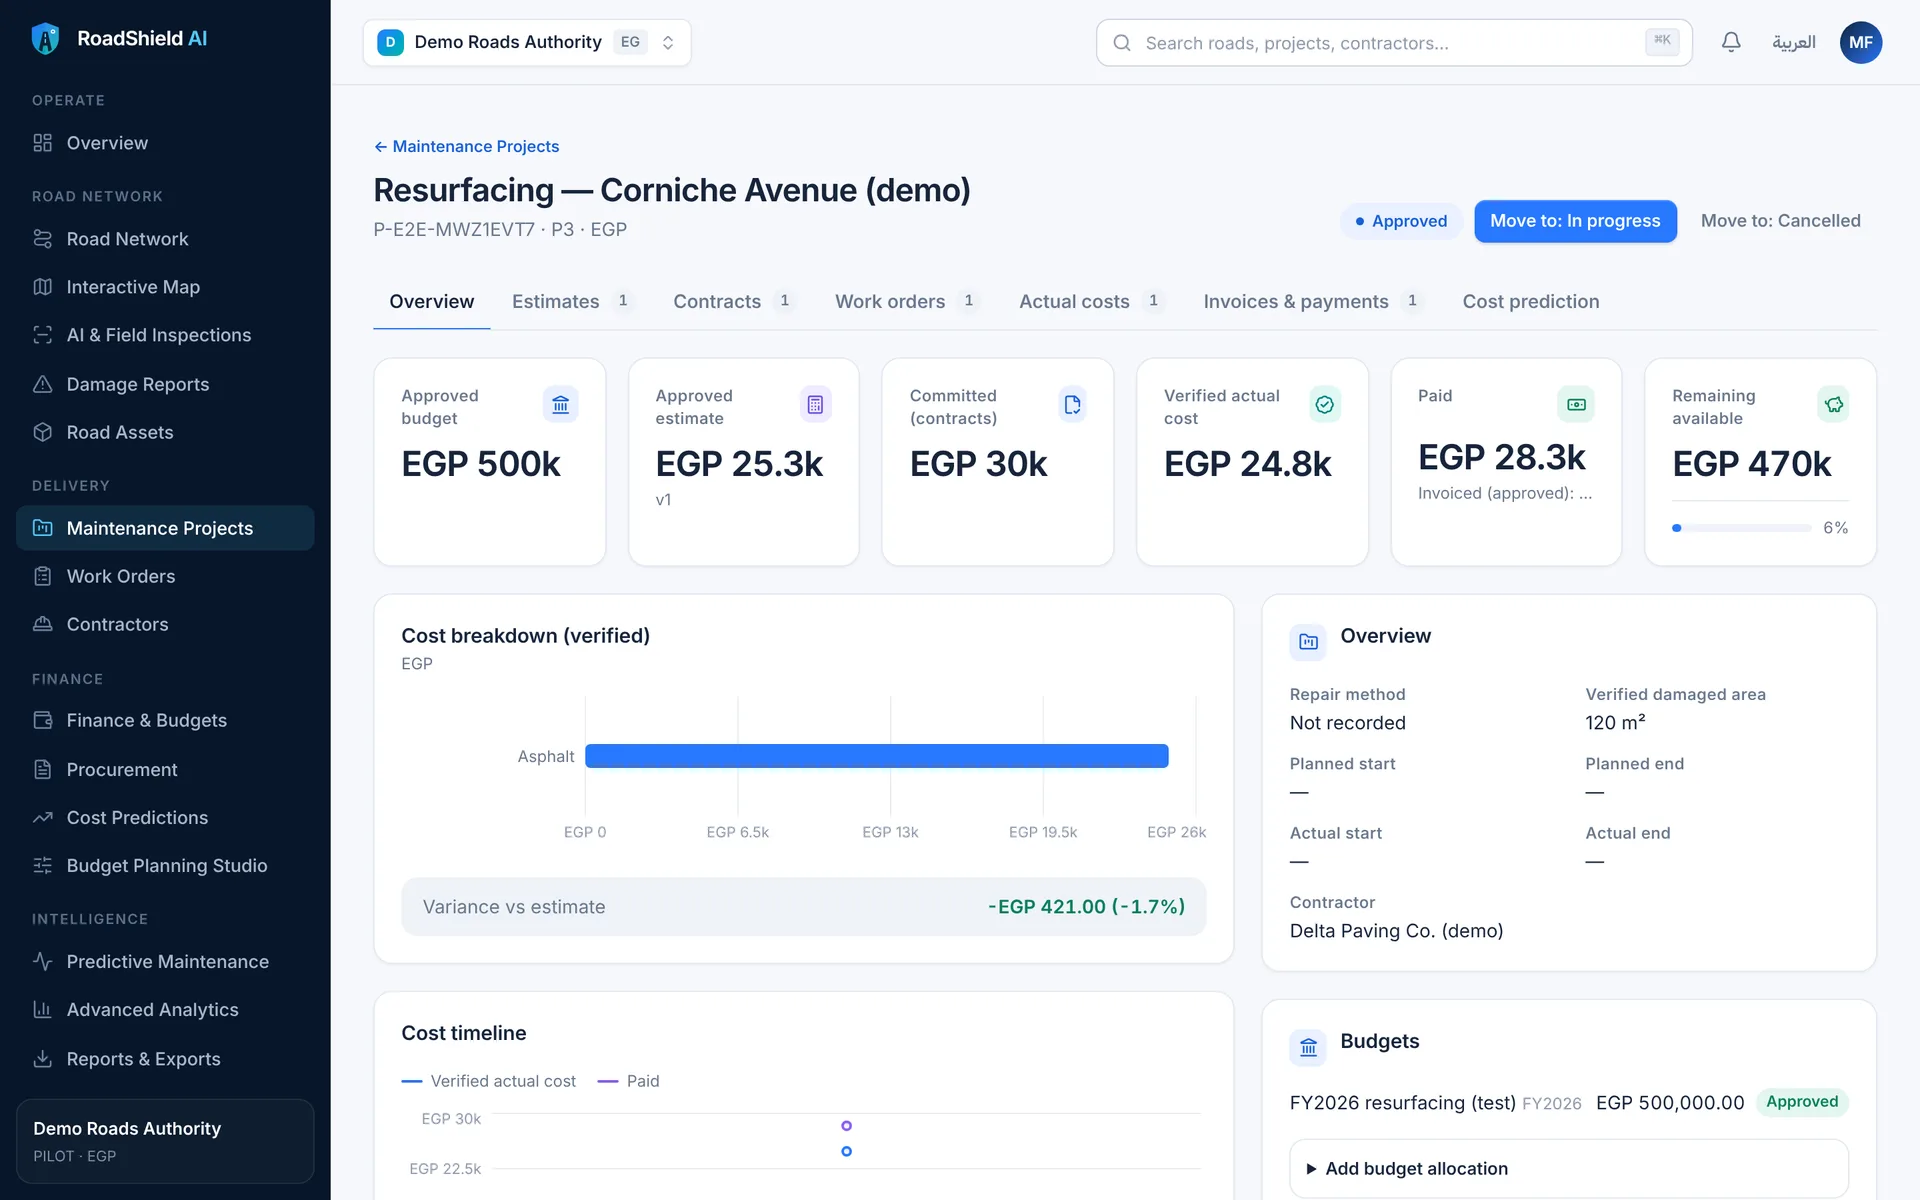 RoadShield AI
OPERATE
Overview
ROAD NETWORK
Road Network
Interactive Map
AI & Field Inspections
Damage Reports
Road Assets
DELIVERY
Maintenance Projects
Work Orders
Contractors
FINANCE
Finance & Budgets
Procurement
Cost Predictions
Budget Planning Studio
INTELLIGENCE
Predictive Maintenance
Advanced Analytics
Reports & Exports
Demo Roads Authority
PILOT · EGP
D Demo Roads Authority EG
Search roads, projects, contractors... ⌘K
العربية
MF
← Maintenance Projects
Resurfacing — Corniche Avenue (demo)
P-E2E-MWZ1EVT7 · P3 · EGP
Approved
Move to: In progress
Move to: Cancelled
Overview
Estimates 1
Contracts 1
Work orders 1
Actual costs 1
Invoices & payments 1
Cost prediction
Approved
budget
EGP 500k
Approved
estimate
EGP 25.3k
v1
Committed
(contracts)
EGP 30k
Verified actual
cost
EGP 24.8k
Paid
EGP 28.3k
Invoiced (approved): ...
Remaining
available
EGP 470k
6%
Cost breakdown (verified)
EGP
Asphalt
EGP 0 EGP 6.5k EGP 13k EGP 19.5k EGP 26k
Variance vs estimate -EGP 421.00 (-1.7%)
Overview
Repair method
Not recorded
Verified damaged area
120 m²
Planned start
—
Planned end
—
Actual start
—
Actual end
—
Contractor
Delta Paving Co. (demo)
Cost timeline
Verified actual cost Paid
EGP 30k
EGP 22.5k
Budgets
FY2026 resurfacing (test) FY2026 EGP 500,000.00 Approved
Add budget allocation